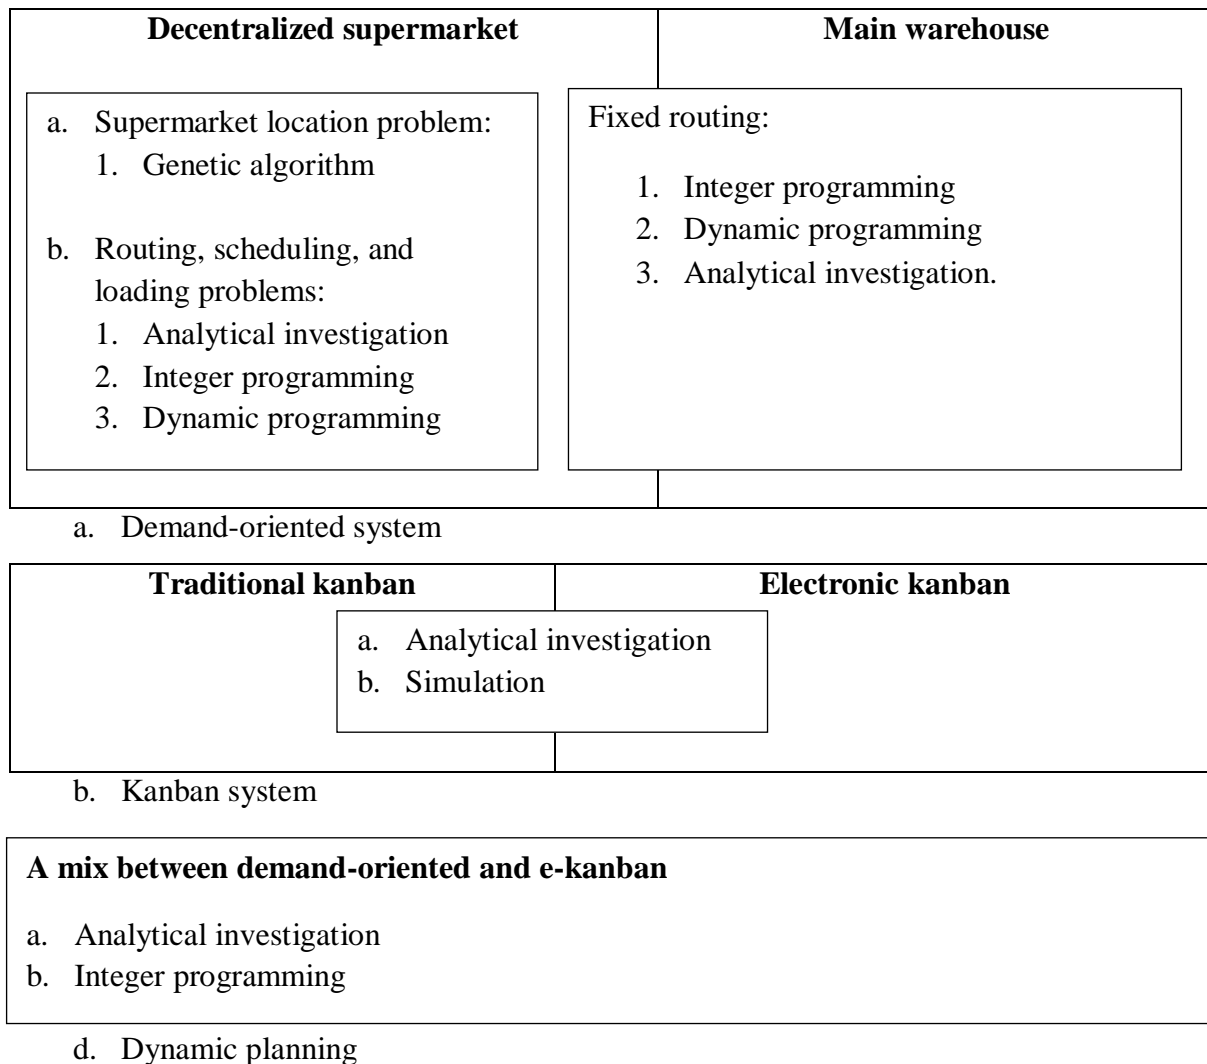 Decentralized supermarket
Main warehouse
a. Supermarket location problem:
1. Genetic algorithm
b. Routing, scheduling, and
loading problems:
1. Analytical investigation
2. Integer programming
3. Dynamic programming
Fixed routing:
1. Integer programming
2. Dynamic programming
3. Analytical investigation.
a. Demand-oriented system
Traditional kanban
Electronic kanban
a. Analytical investigation
b. Simulation
b. Kanban system
A mix between demand-oriented and e-kanban
a. Analytical investigation
b. Integer programming
d. Dynamic planning